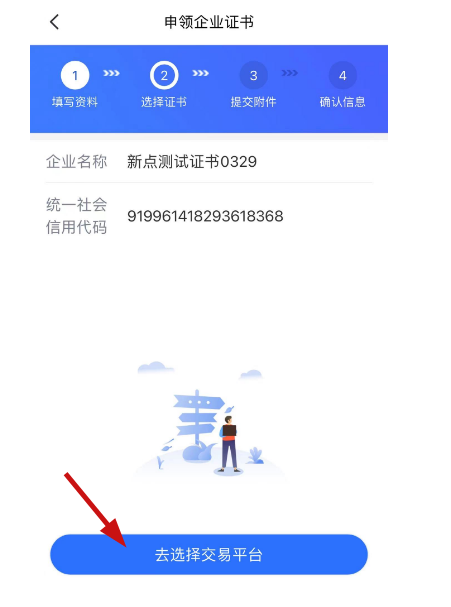 申领企业证书
1 2 3 4
填写资料 选择证书 提交附件 确认信息
企业名称 新点测试证书0329
统一社会
信用代码 919961418293618368
去选择交易平台